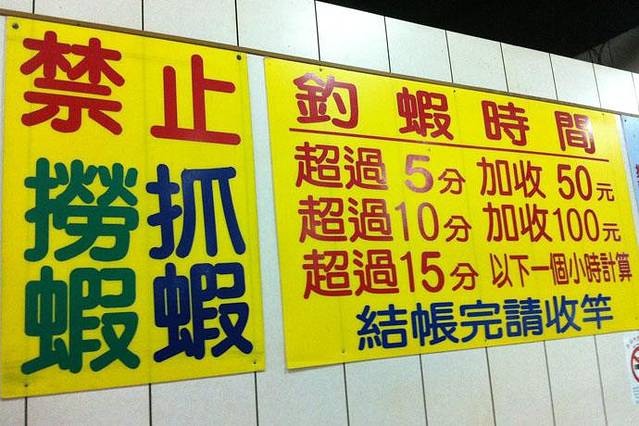 禁止
撈蝦
抓蝦
釣蝦時間
超過5分 加收50元
超過10分 加收100元
超過15分 以下一個小時計算
結帳完請收竿